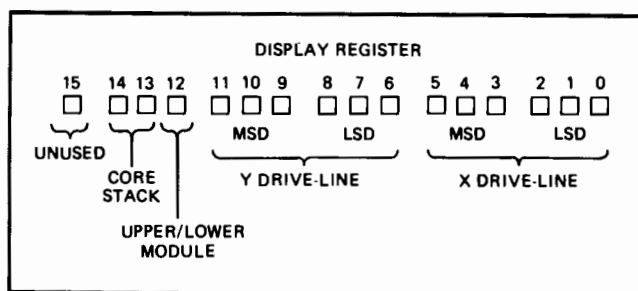 DISPLAY REGISTER
15 14 13 12 11 10 9 8 7 6 5 4 3 2 1 0
MSD LSD MSD LSD
UNUSED Y DRIVE-LINE X DRIVE-LINE
CORE
STACK
UPPER/LOWER
MODULE